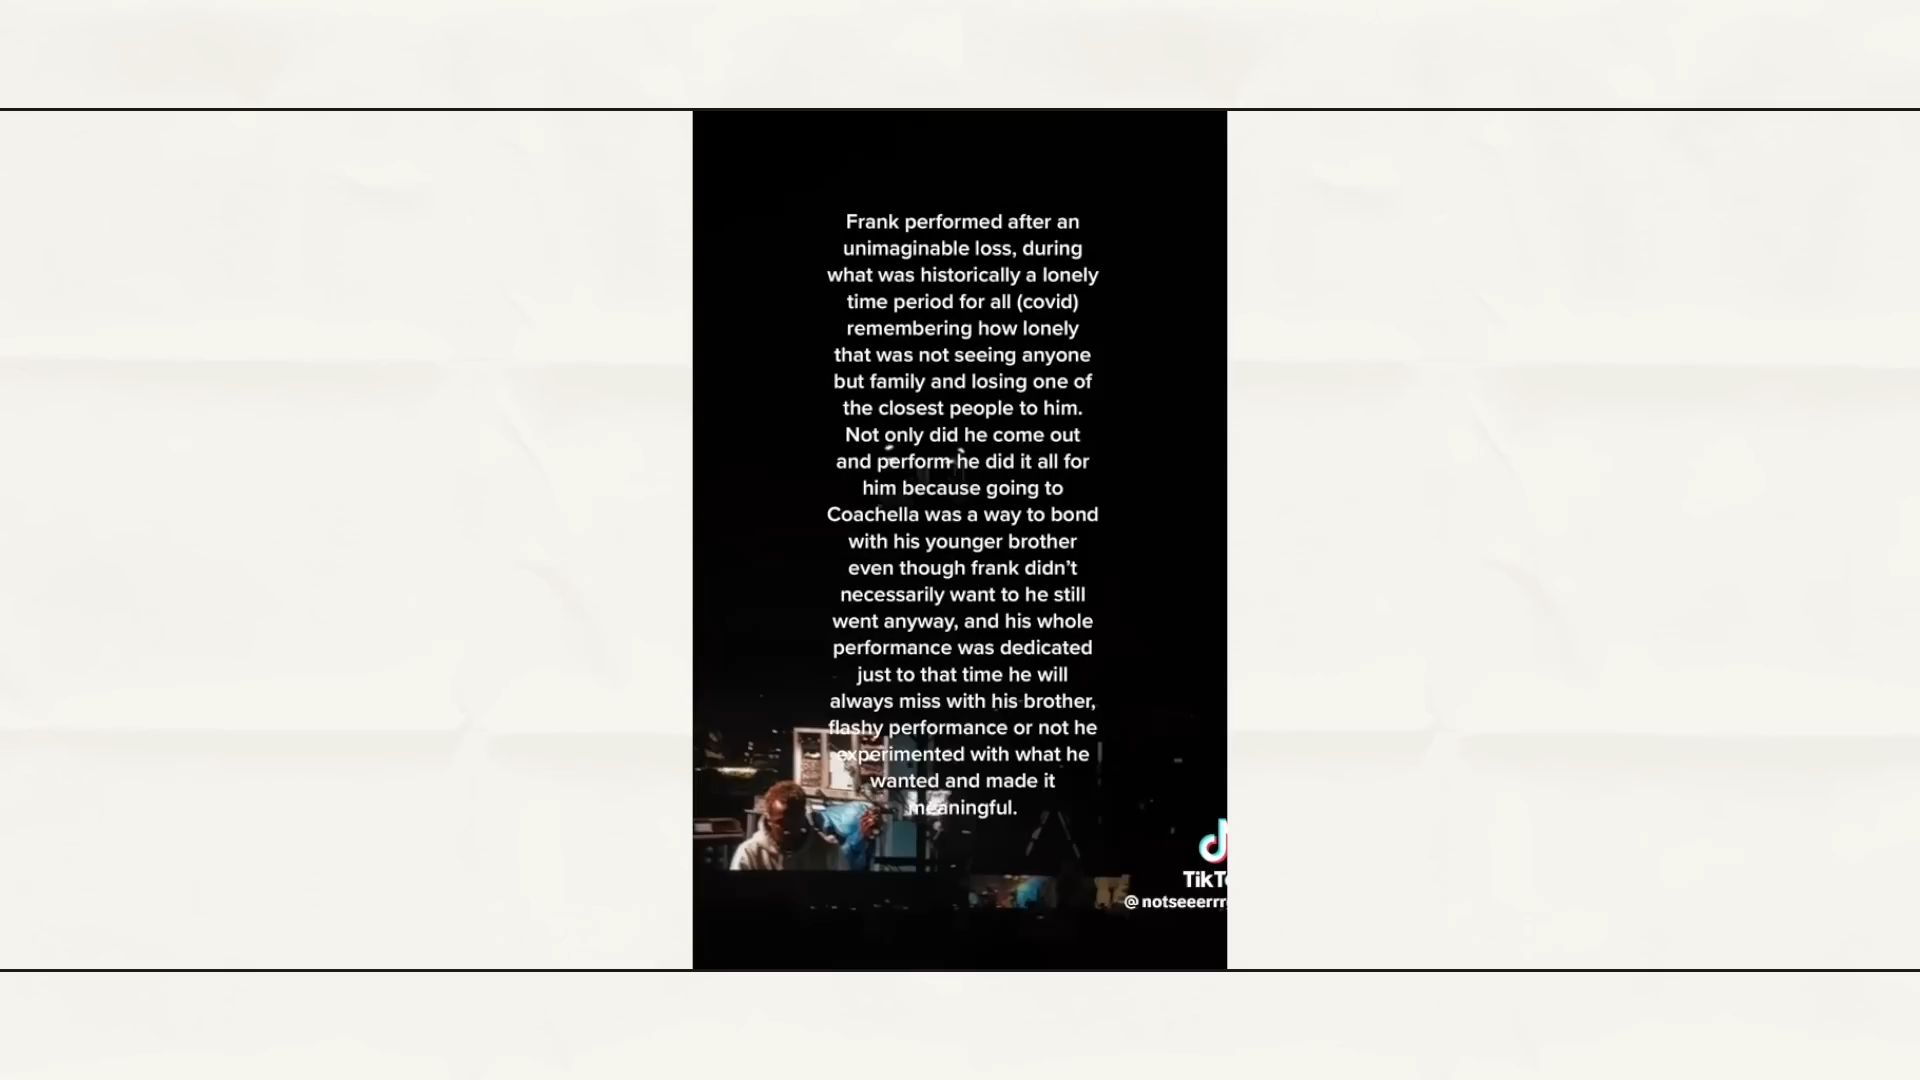 Frank performed after an
unimaginable loss, during
what was historically a lonely
time period for all (covid)
remembering how lonely
that was not seeing anyone
but family and losing one of
the closest people to him.
Not only did he come out
and perform he did it all for
him because going to
Coachella was a way to bond
with his younger brother
even though frank didn't
necessarily want to he still
went anyway, and his whole
performance was dedicated
just to that time he will
always miss with his brother,
flashy performance or not he
experimented with what he
wanted and made it
meaningful.
TikT
@notseeerrr